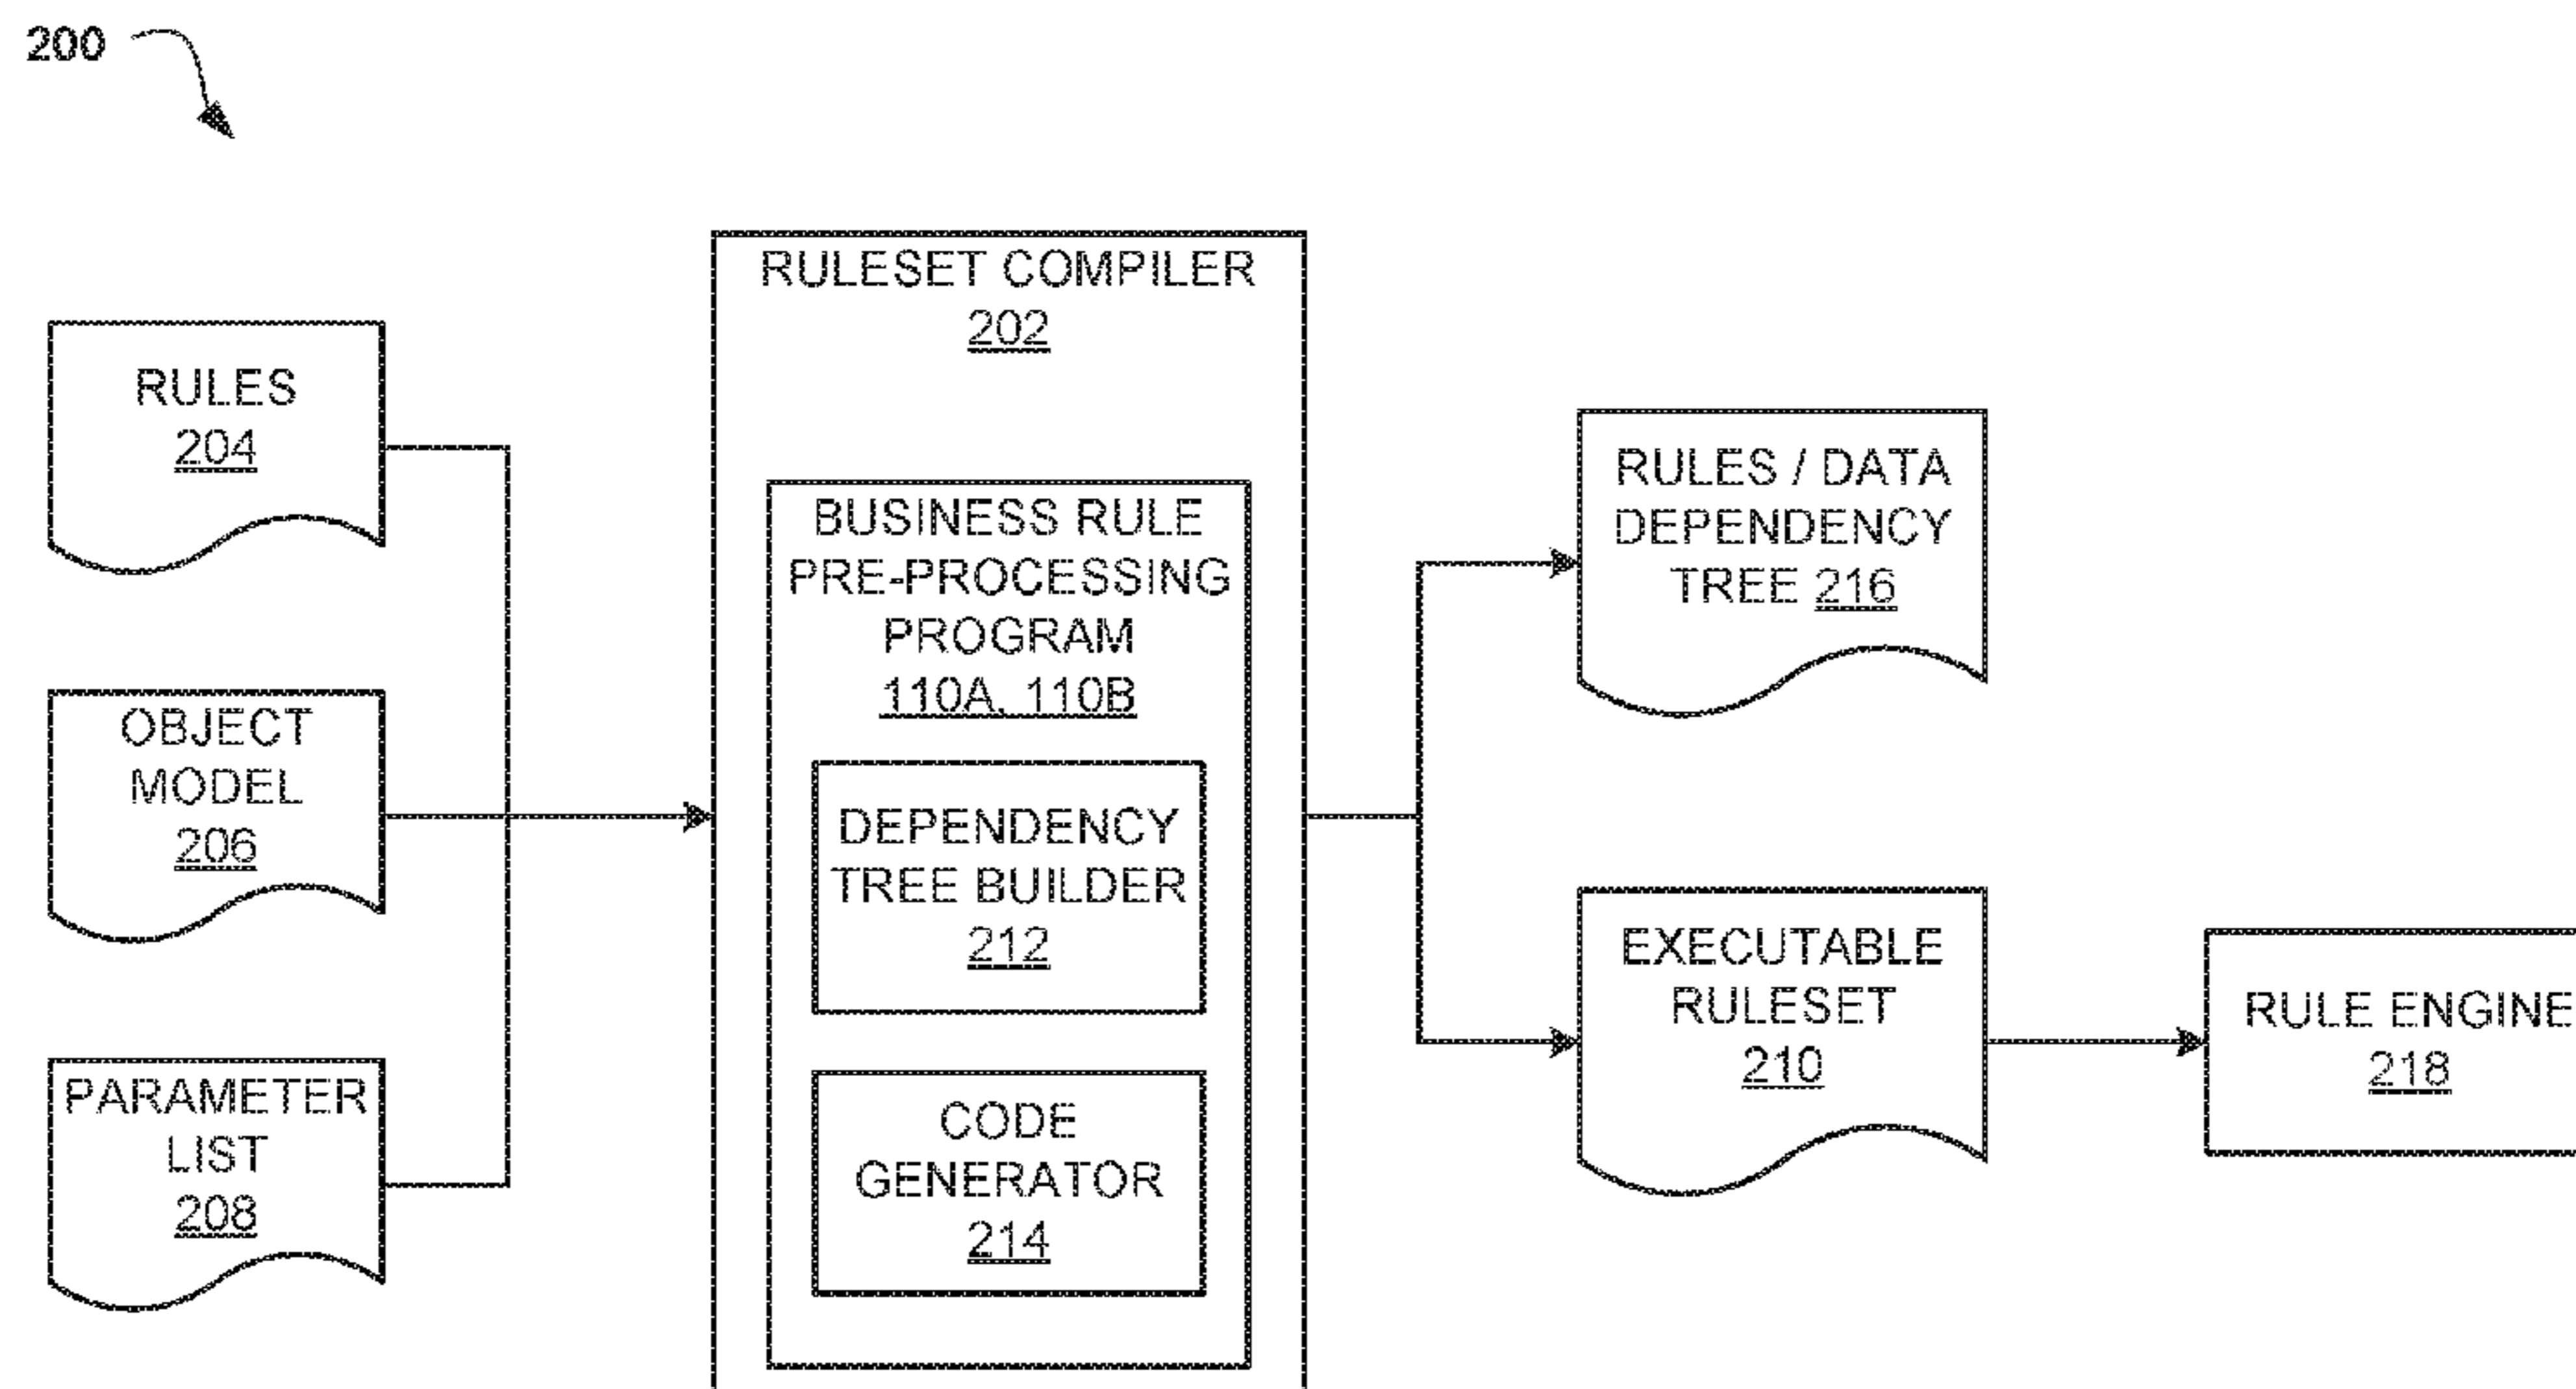 200
RULES
204
OBJECT
MODEL
206
PARAMETER
LIST
208
RULESET COMPILER
202
BUSINESS RULE
PRE-PROCESSING
PROGRAM
110A, 110B
DEPENDENCY
TREE BUILDER
212
CODE
GENERATOR
214
RULES / DATA
DEPENDENCY
TREE 216
EXECUTABLE
RULESET
210
RULE ENGINE
218